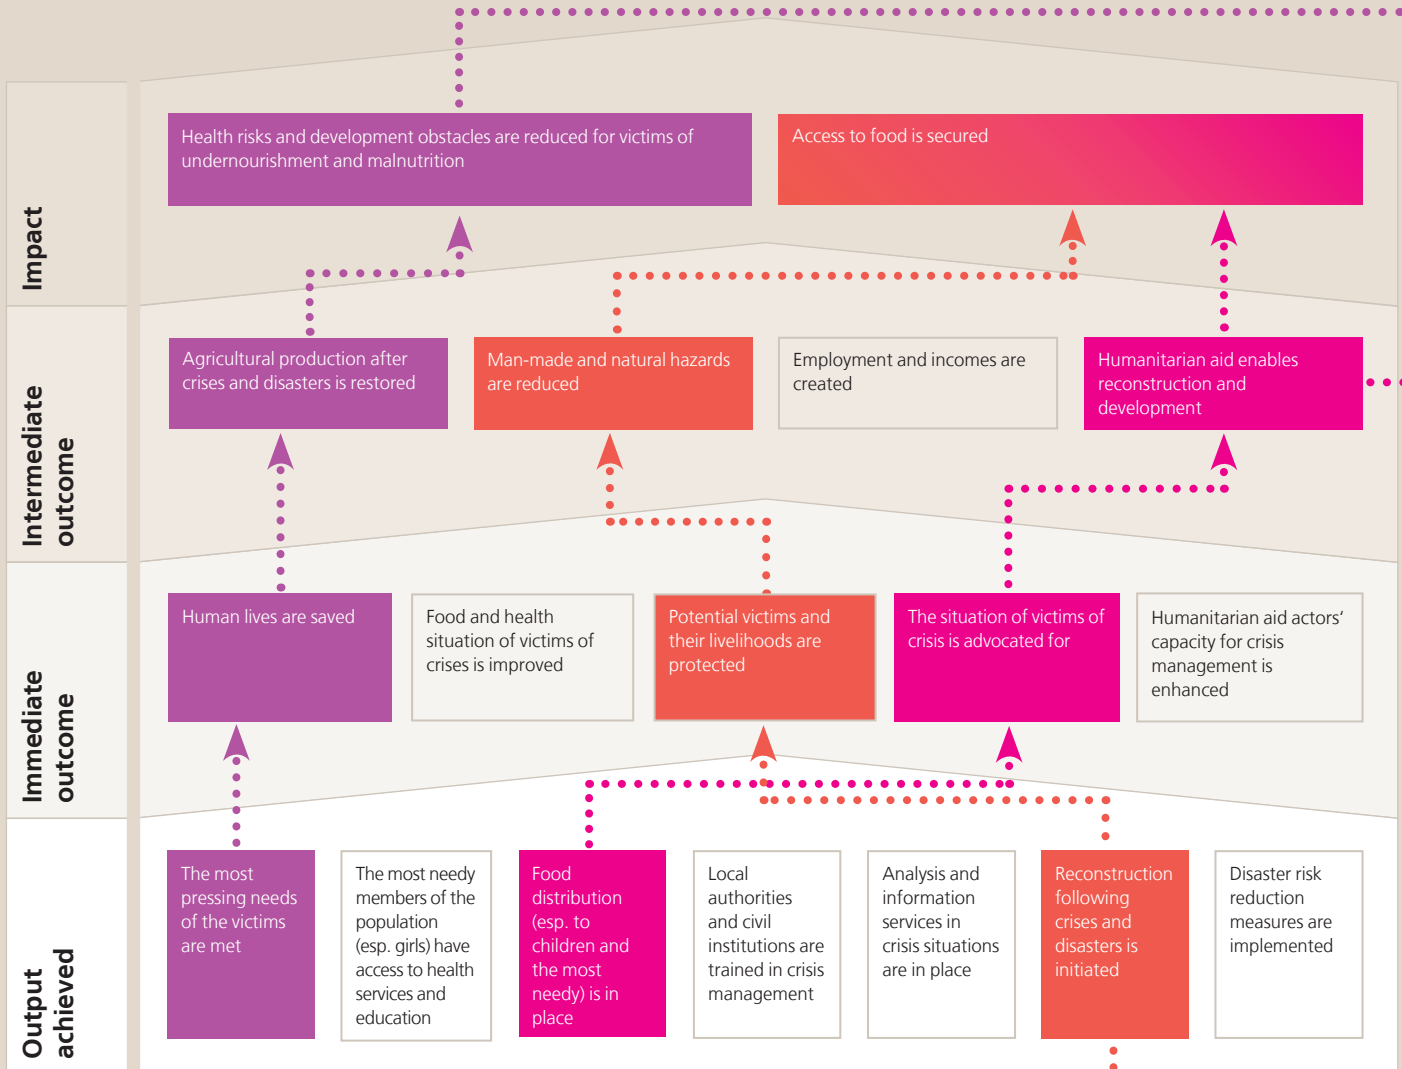 Impact
Health risks and development obstacles are reduced for victims of
undernourishment and malnutrition
Access to food is secured
Intermediate
outcome
Agricultural production after
crises and disasters is restored
Man-made and natural hazards
are reduced
Employment and incomes are
created
Humanitarian aid enables
reconstruction and
development
Immediate
outcome
Human lives are saved
Food and health
situation of victims of
crises is improved
Potential victims and
their livelihoods are
protected
The situation of victims of
crisis is advocated for
Humanitarian aid actors‘
capacity for crisis
management is
enhanced
Output
achieved
The most
pressing needs
of the victims
are met
The most needy
members of the
population
(esp. girls) have
access to health
services and
education
Food
distribution
(esp. to
children and
the most
needy) is in
place
Local
authorities
and civil
institutions are
trained in crisis
management
Analysis and
information
services in
crisis situations
are in place
Reconstruction
following
crises and
disasters is
initiated
Disaster risk
reduction
measures are
implemented